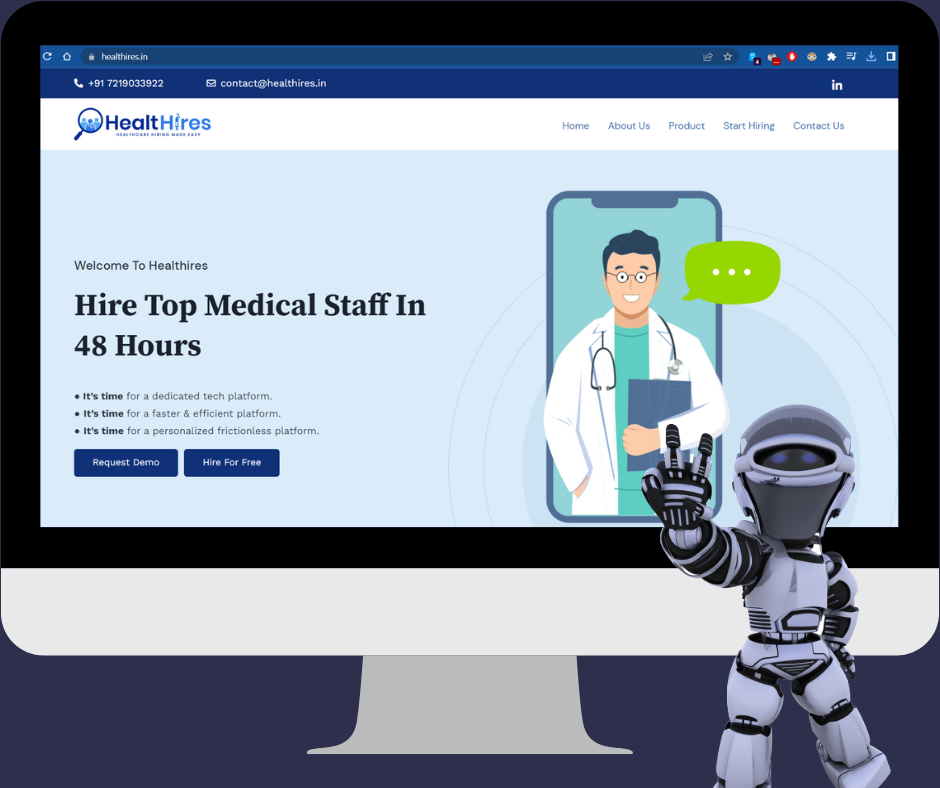 healthires.in
+91 7219033922
contact@healthires.in
in
HealtHires
HEALTHCARE HIRING MADE EASY
Home
About Us
Product
Start Hiring
Contact Us
Welcome To Healthires
Hire Top Medical Staff In
48 Hours
● It's time for a dedicated tech platform.
● It's time for a faster & efficient platform.
● It's time for a personalized frictionless platform.
Request Demo
Hire For Free